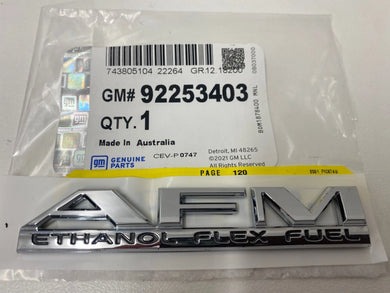 743805104 22264 GR.12.18200
GM# 92253403
QTY. 1
Made In Australia
CEV-P 0747
gm GENUINE PARTS
Detroit, MI 48265
©2021 GM LLC
All Rights Reserved
PAGE 120
AFM
ETHANOL FLEX FUEL